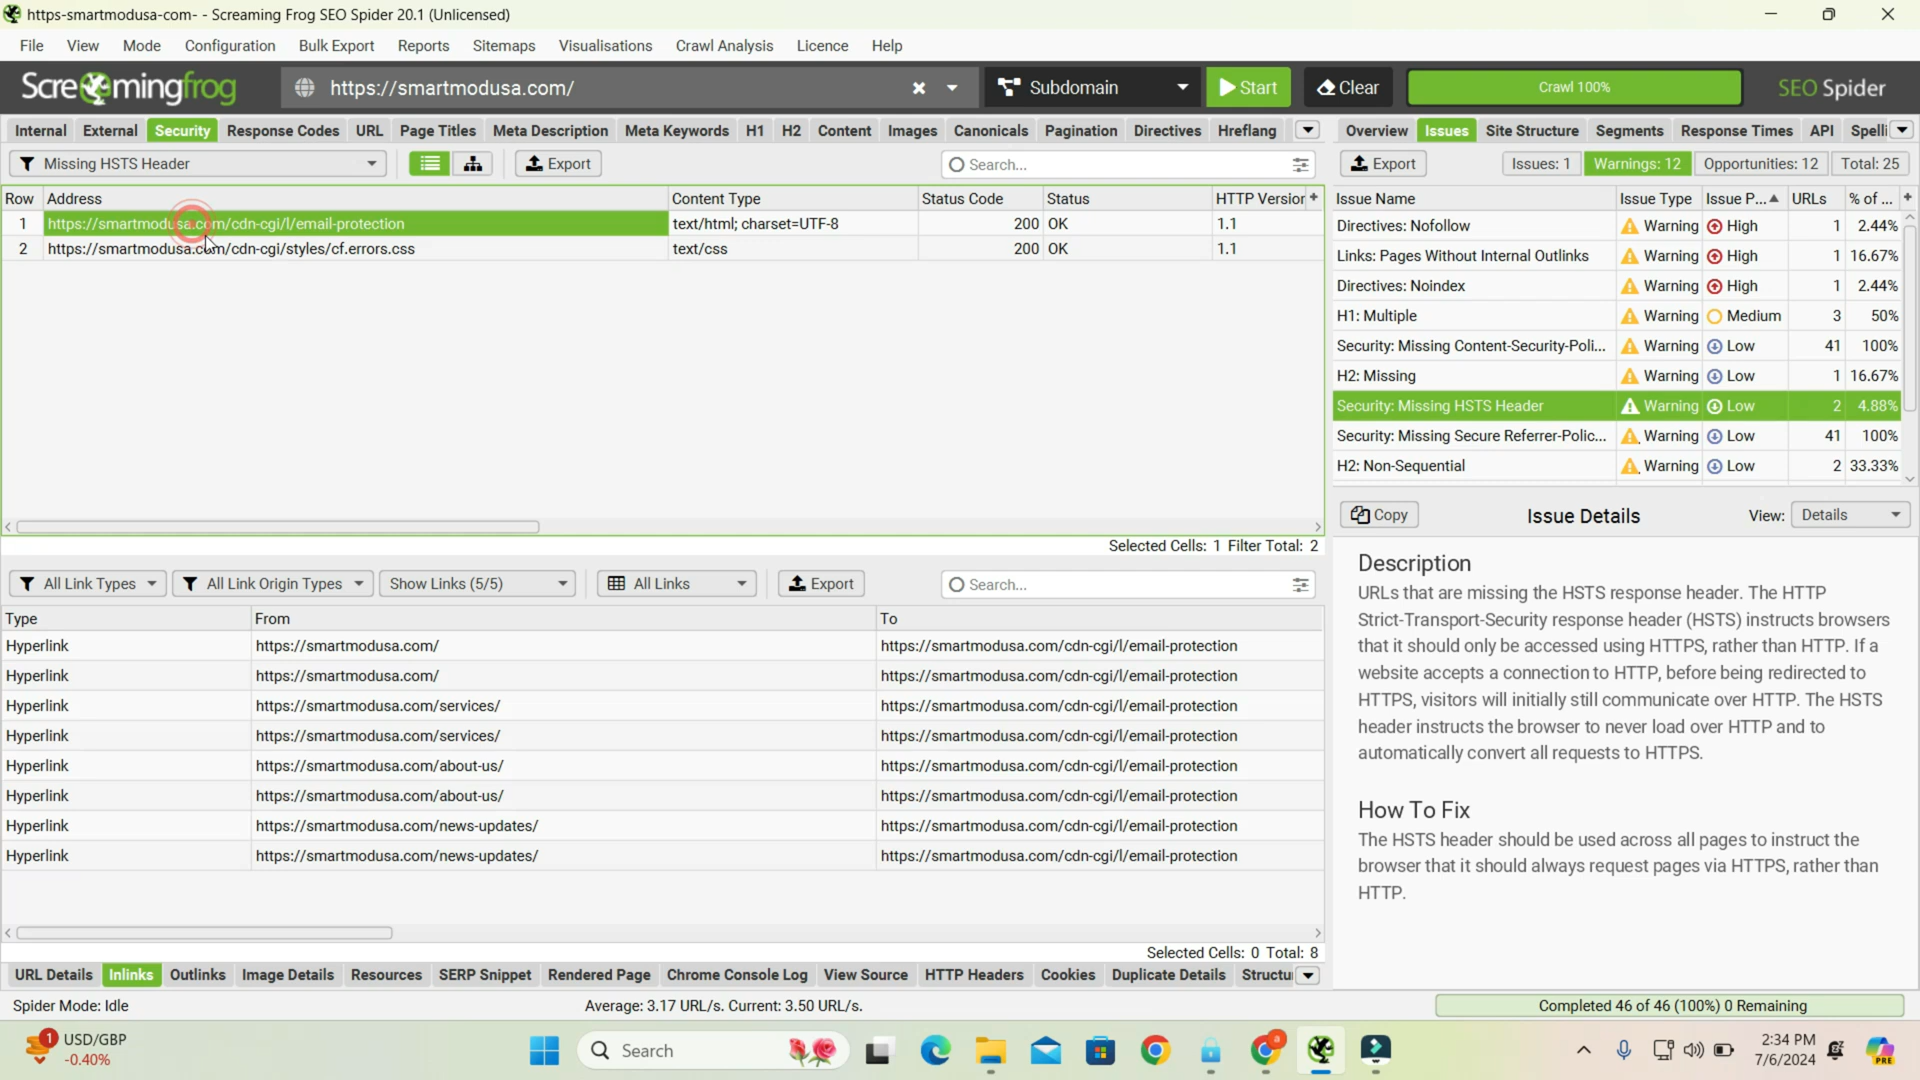 https-smartmodusa-com- - Screaming Frog SEO Spider 20.1 (Unlicensed)
File View Mode Configuration Bulk Export Reports Sitemaps Visualisations Crawl Analysis Licence Help
Screamingfrog https://smartmodusa.com/ Subdomain Start Clear Crawl 100% SEO Spider
Internal External Security Response Codes URL Page Titles Meta Description Meta Keywords H1 H2 Content Images Canonicals Pagination Directives Hreflang Overview Issues Site Structure Segments Response Times API Spelli
Missing HSTS Header Export Search... Export Issues: 1 Warnings: 12 Opportunities: 12 Total: 25
Row Address Content Type Status Code Status HTTP Version + Issue Name Issue Type Issue P... URLs % of ... +
1 https://smartmodusa.com/cdn-cgi/l/email-protection text/html; charset=UTF-8 200 OK 1.1
2 https://smartmodusa.com/cdn-cgi/styles/cf.errors.css text/css 200 OK 1.1
Directives: Nofollow Warning High 1 2.44%
Links: Pages Without Internal Outlinks Warning High 1 16.67%
Directives: Noindex Warning High 1 2.44%
H1: Multiple Warning Medium 3 50%
Security: Missing Content-Security-Poli... Warning Low 41 100%
H2: Missing Warning Low 1 16.67%
Security: Missing HSTS Header Warning Low 2 4.88%
Security: Missing Secure Referrer-Polic... Warning Low 41 100%
H2: Non-Sequential Warning Low 2 33.33%
Selected Cells: 1 Filter Total: 2
All Link Types All Link Origin Types Show Links (5/5) All Links Export Search...
Type From To
Hyperlink https://smartmodusa.com/ https://smartmodusa.com/cdn-cgi/l/email-protection
Hyperlink https://smartmodusa.com/ https://smartmodusa.com/cdn-cgi/l/email-protection
Hyperlink https://smartmodusa.com/services/ https://smartmodusa.com/cdn-cgi/l/email-protection
Hyperlink https://smartmodusa.com/services/ https://smartmodusa.com/cdn-cgi/l/email-protection
Hyperlink https://smartmodusa.com/about-us/ https://smartmodusa.com/cdn-cgi/l/email-protection
Hyperlink https://smartmodusa.com/about-us/ https://smartmodusa.com/cdn-cgi/l/email-protection
Hyperlink https://smartmodusa.com/news-updates/ https://smartmodusa.com/cdn-cgi/l/email-protection
Hyperlink https://smartmodusa.com/news-updates/ https://smartmodusa.com/cdn-cgi/l/email-protection
Selected Cells: 0 Total: 8
URL Details Inlinks Outlinks Image Details Resources SERP Snippet Rendered Page Chrome Console Log View Source HTTP Headers Cookies Duplicate Details Structu
Copy Issue Details View: Details
Description
URLs that are missing the HSTS response header. The HTTP
Strict-Transport-Security response header (HSTS) instructs browsers
that it should only be accessed using HTTPS, rather than HTTP. If a
website accepts a connection to HTTP, before being redirected to
HTTPS, visitors will initially still communicate over HTTP. The HSTS
header instructs the browser to never load over HTTP and to
automatically convert all requests to HTTPS.
How To Fix
The HSTS header should be used across all pages to instruct the
browser that it should always request pages via HTTPS, rather than
HTTP.
Spider Mode: Idle Average: 3.17 URL/s. Current: 3.50 URL/s. Completed 46 of 46 (100%) 0 Remaining
1 USD/GBP
-0.40%
Search
2:34 PM
7/6/2024
PRE